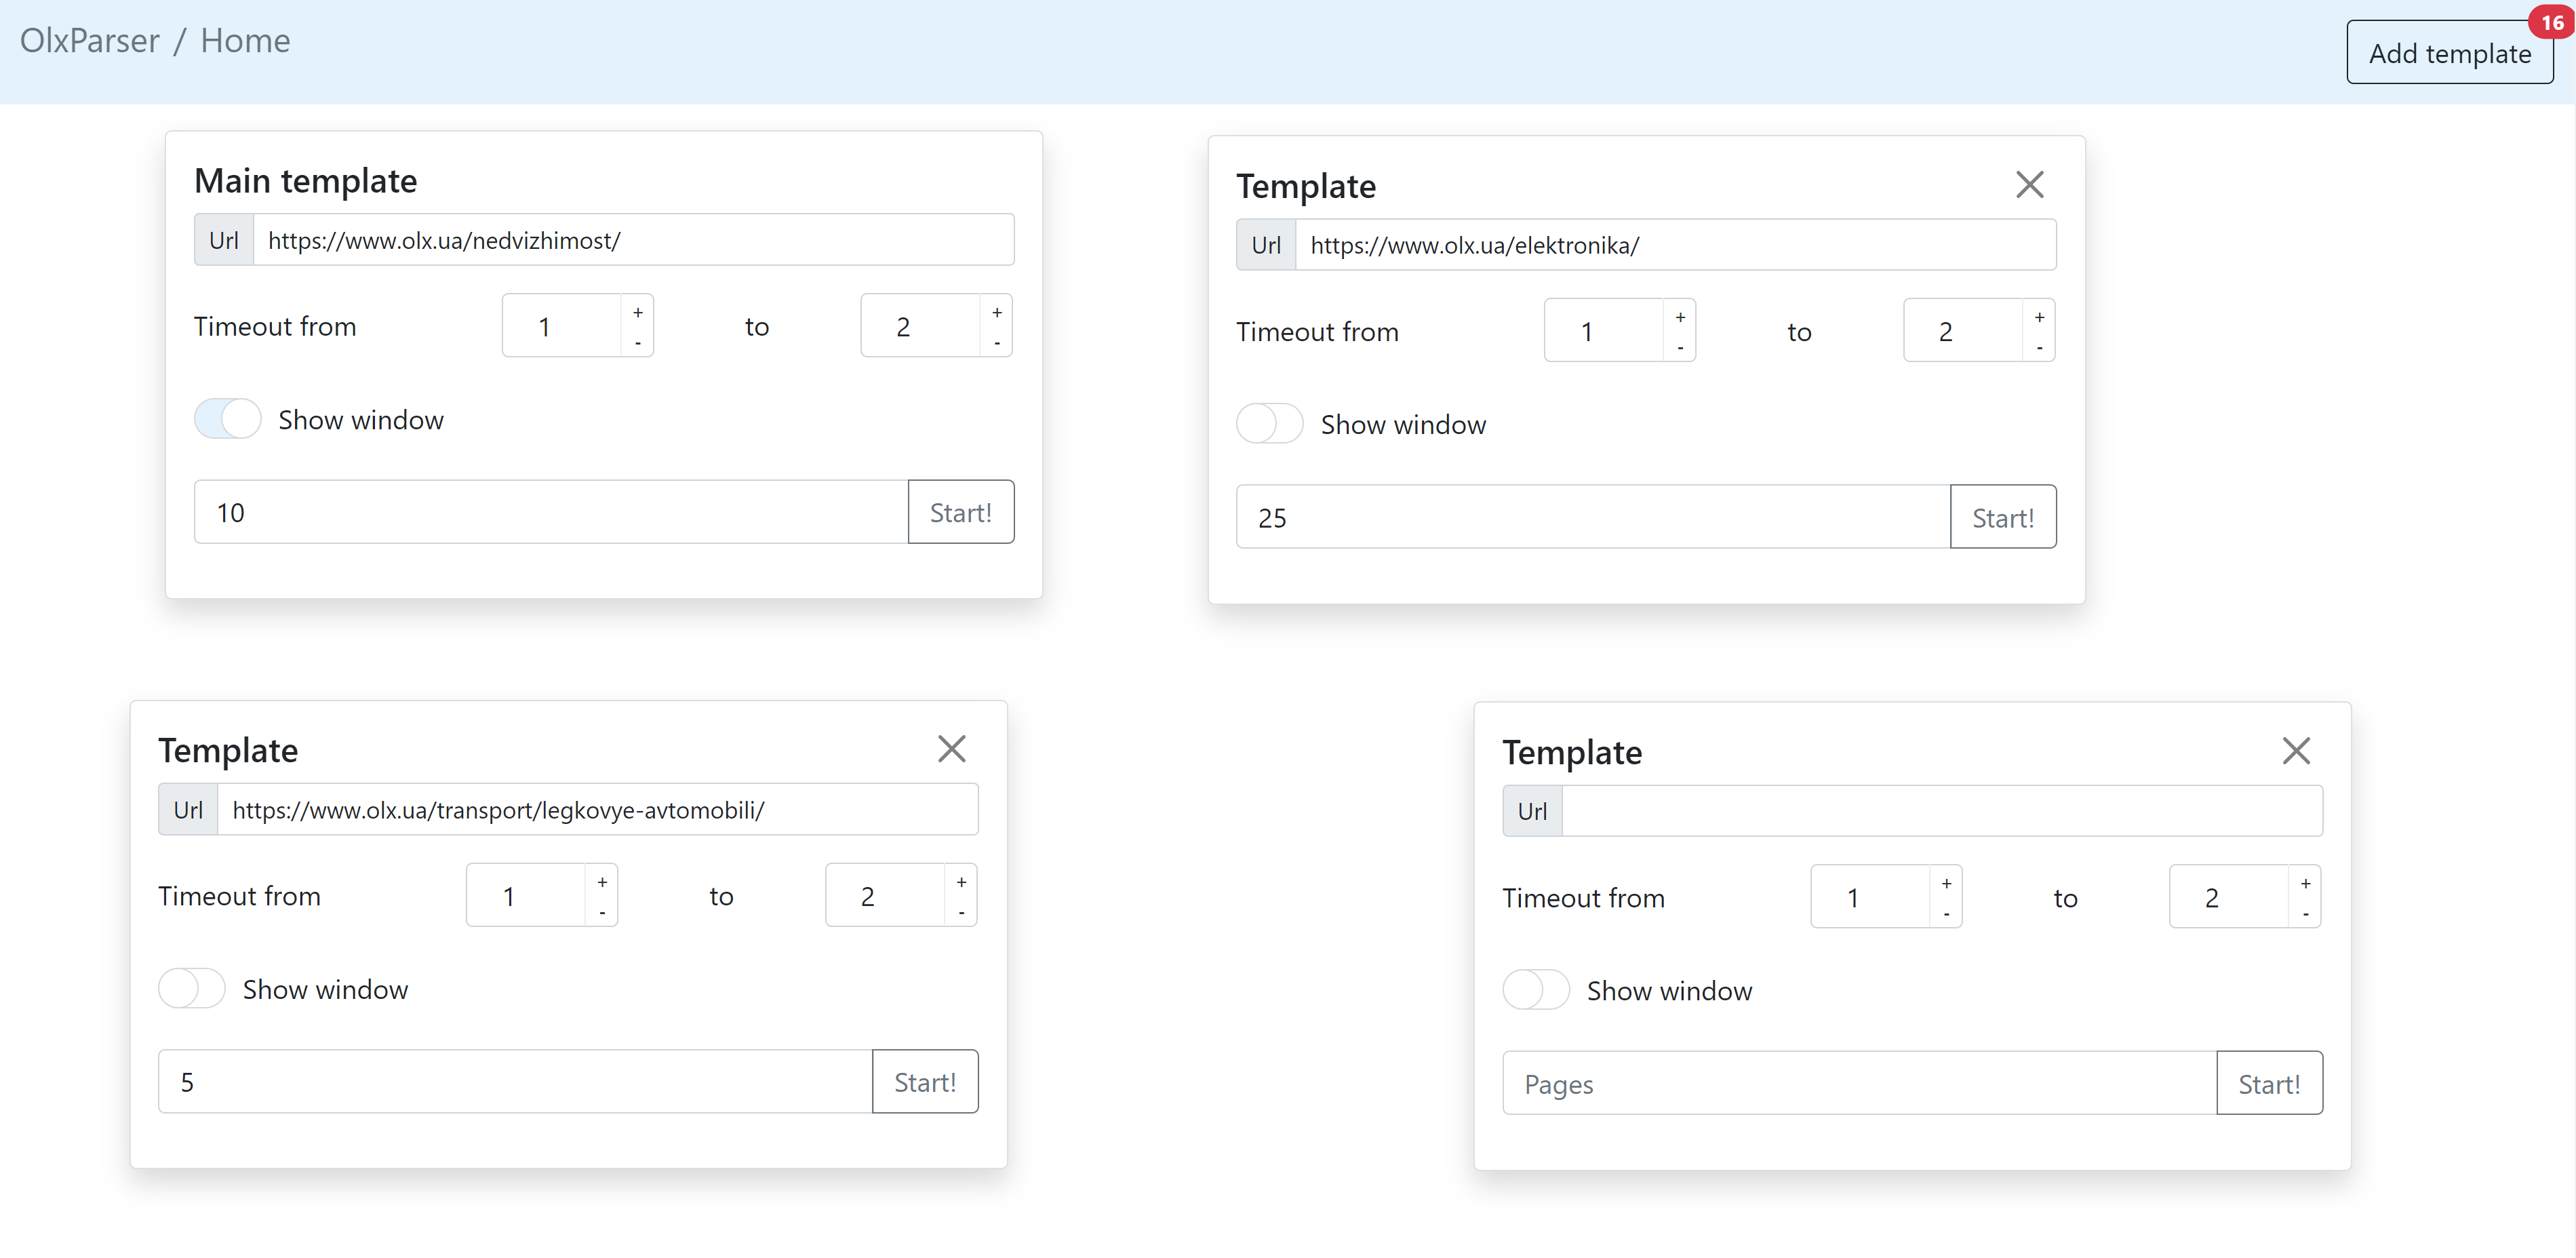 OlxParser / Home
16
Add template
Main template
Url https://www.olx.ua/nedvizhimost/
Timeout from 1 + - to 2 + -
Show window
10 Start!
Template
Url https://www.olx.ua/elektronika/
Timeout from 1 + - to 2 + -
Show window
25 Start!
Template
Url https://www.olx.ua/transport/legkovye-avtomobili/
Timeout from 1 + - to 2 + -
Show window
5 Start!
Template
Url
Timeout from 1 + - to 2 + -
Show window
Pages Start!